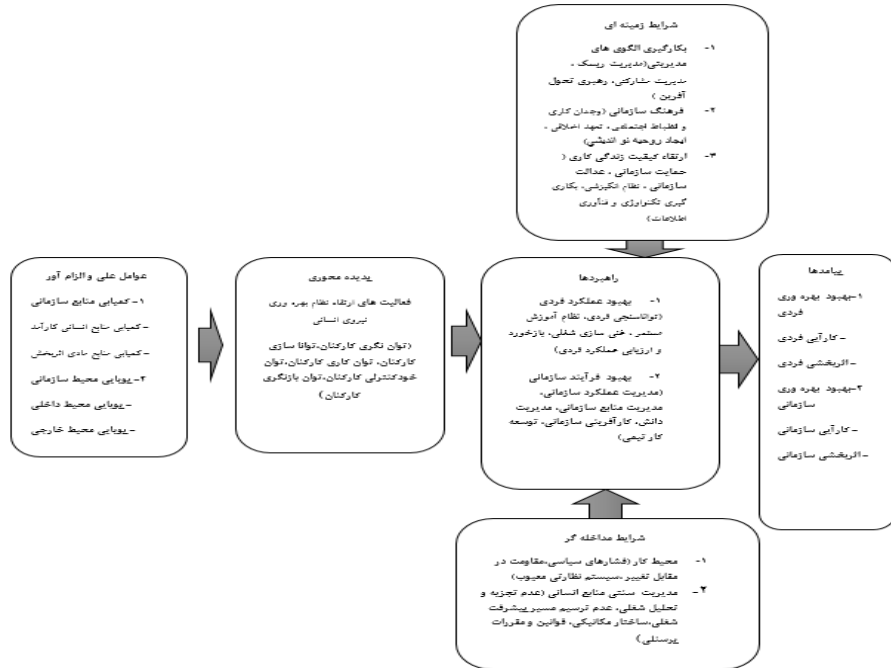 شرایط زمینه ای
۱- بکارگیری الگوی های
مدیریتی(مدیریت ریسک ،
مدیریت مشارکتی، رهبری تحول
آفرین )
۲- فرهنگ سازمانی (وجدان کاری
و انظباط اجتماعی، تعهد اخلاقی ،
ایجاد روحیه نو اندیشی)
۳- ارتقاء کیفیت زندگی کاری (
حمایت سازمانی ، عدالت
سازمانی ، نظام انگیزشی، بکاری
گیری تکنولوژی و فنآوری
اطلاعات)
عوامل علی و الزام آور
۱- کمیابی منابع سازمانی
- کمیابی منابع انسانی کارآمد
- کمیابی منابع مادی اثربخش
۲- پویایی محیط سازمانی
- پویایی محیط داخلی
- پویایی محیط خارجی
پدیده محوری
فعالیت های ارتقاء نظام بهره وری
نیروی انسانی
(توان نگری کارکنان،توانا سازی
کارکنان، توان کاری کارکنان،توان
خودکنترلی کارکنان،توان بازنگری
کارکنان)
راهبردها
۱- بهبود عملکرد فردی
(تواناسنجی فردی، نظام آموزش
مستمر، غنی سازی شغلی، بازخورد
و ارزیابی عملکرد فردی)
۲- بهبود فرآیند سازمانی
(مدیریت عملکرد سازمانی،
مدیریت منابع سازمانی، مدیریت
دانش، کارآفرینی سازمانی، توسعه
کار تیمی)
پیامدها
۱-بهبود بهره وری
فردی
- کارآیی فردی
- اثربخشی فردی
۲-بهبود بهره وری
سازمانی
- کارآیی سازمانی
- اثربخشی سازمانی
شرایط مداخله گر
۱- محیط کار (فشارهای سیاسی،مقاومت در
مقابل تغییر ،سیستم نظارتی معیوب)
۲- مدیریت سنتی منابع انسانی (عدم تجزیه و
تحلیل شغلی، عدم ترسیم مسیر پیشرفت
شغلی،ساختار مکانیکی، قوانین و مقررات
پرسنلی)